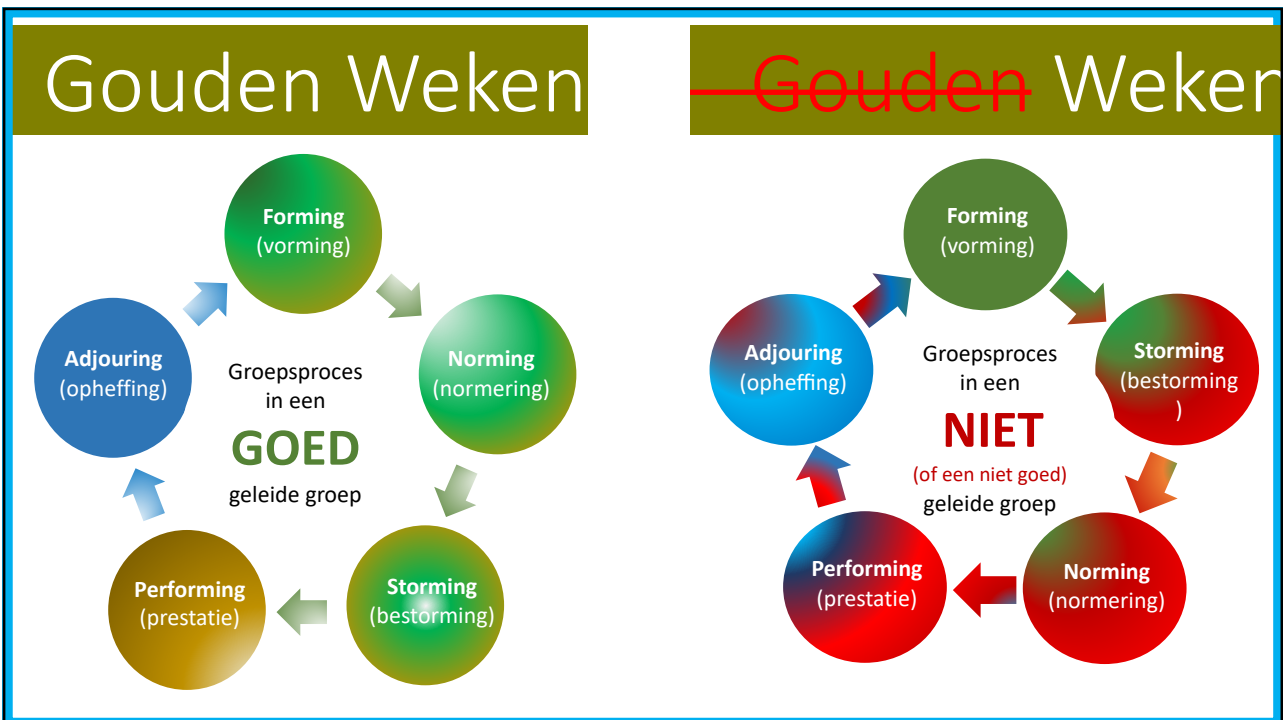 Gouden Weken
Forming
(vorming)
Norming
(normering)
Storming
(bestorming)
Performing
(prestatie)
Adjouring
(opheffing)
Groepsproces
in een
GOED
geleide groep
Gouden Weken
Forming
(vorming)
Storming
(bestorming
)
Norming
(normering)
Performing
(prestatie)
Adjouring
(opheffing)
Groepsproces
in een
NIET
(of een niet goed)
geleide groep